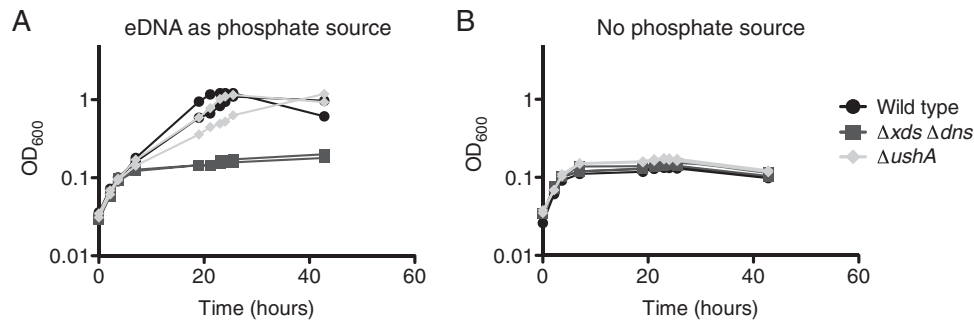 A
eDNA as phosphate source
OD600
1
0.1
0.01
0
20
40
60
Time (hours)
B
No phosphate source
OD600
1
0.1
0.01
0
20
40
60
Time (hours)
Wild type
Δxds Δdns
ΔushA